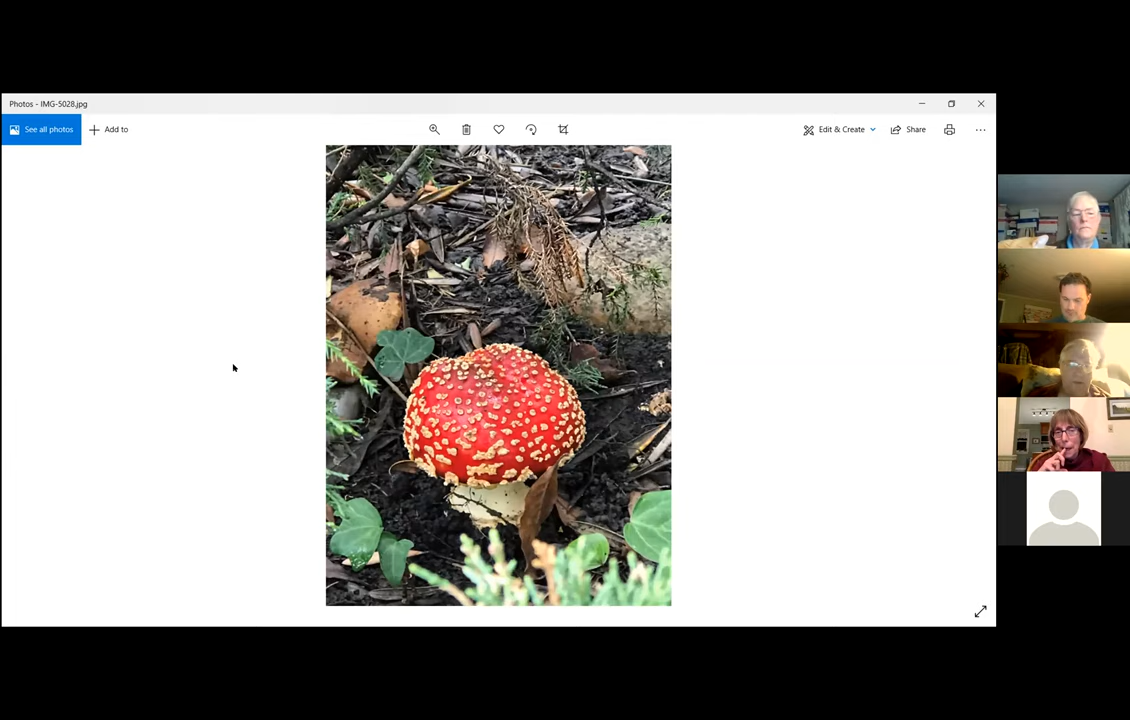 Photos - IMG-5028.jpg
See all photos
Add to
Edit & Create
Share